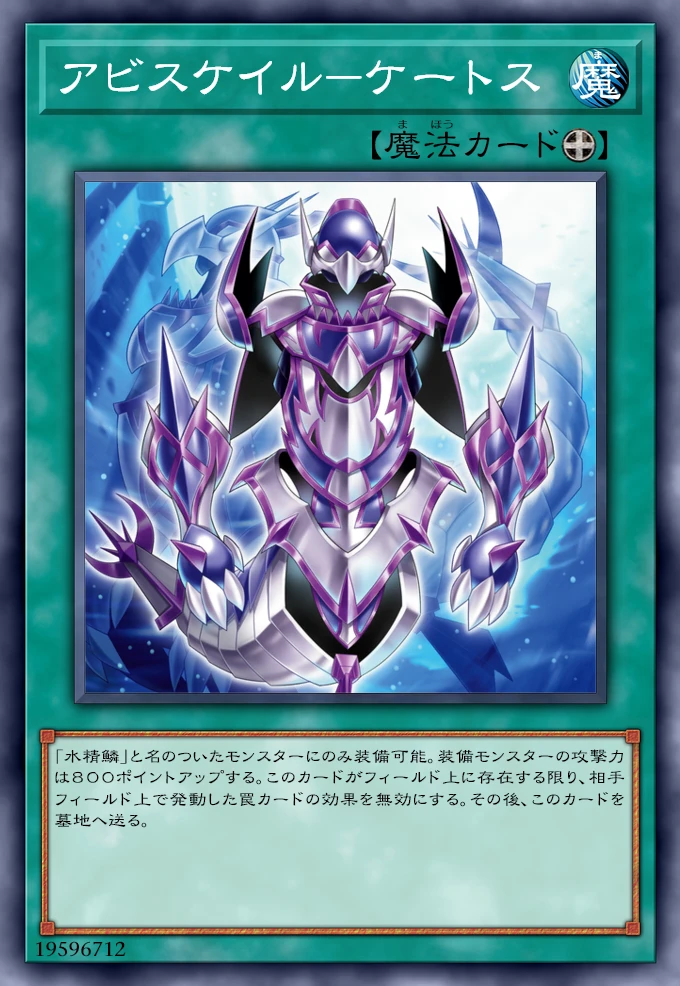 アビスケイル－ケートス
魔
ま
【魔法カード】
ま ほう
「水精鱗」と名のついたモンスターにのみ装備可能。装備モンスターの攻撃力
は８００ポイントアップする。このカードがフィールド上に存在する限り、相手
フィールド上で発動した罠カードの効果を無効にする。その後、このカードを
墓地へ送る。
19596712